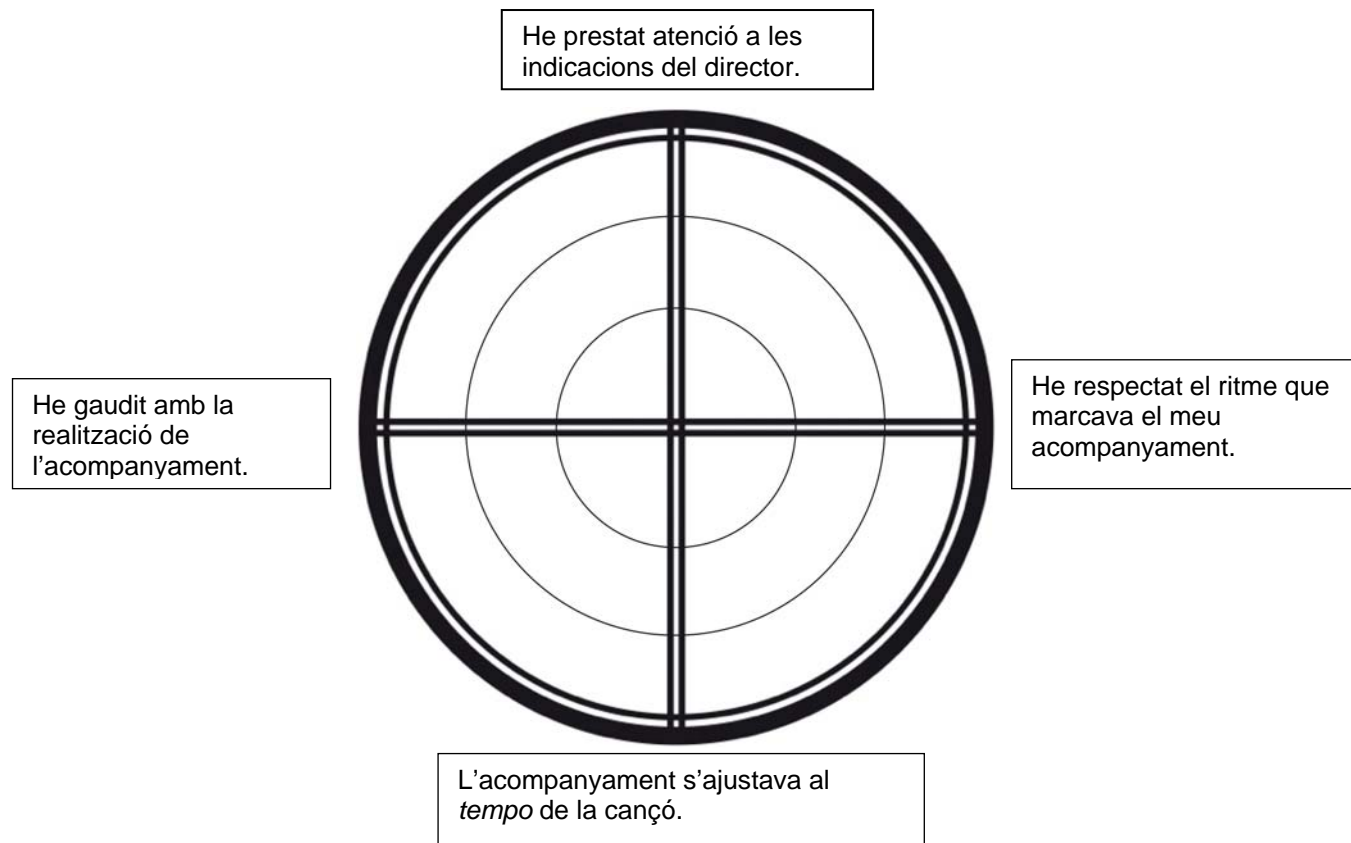 He prestat atenció a les
indicacions del director.
He gaudit amb la
realització de
l’acompanyament.
He respectat el ritme que
marcava el meu
acompanyament.
L’acompanyament s’ajustava al
tempo de la cançó.